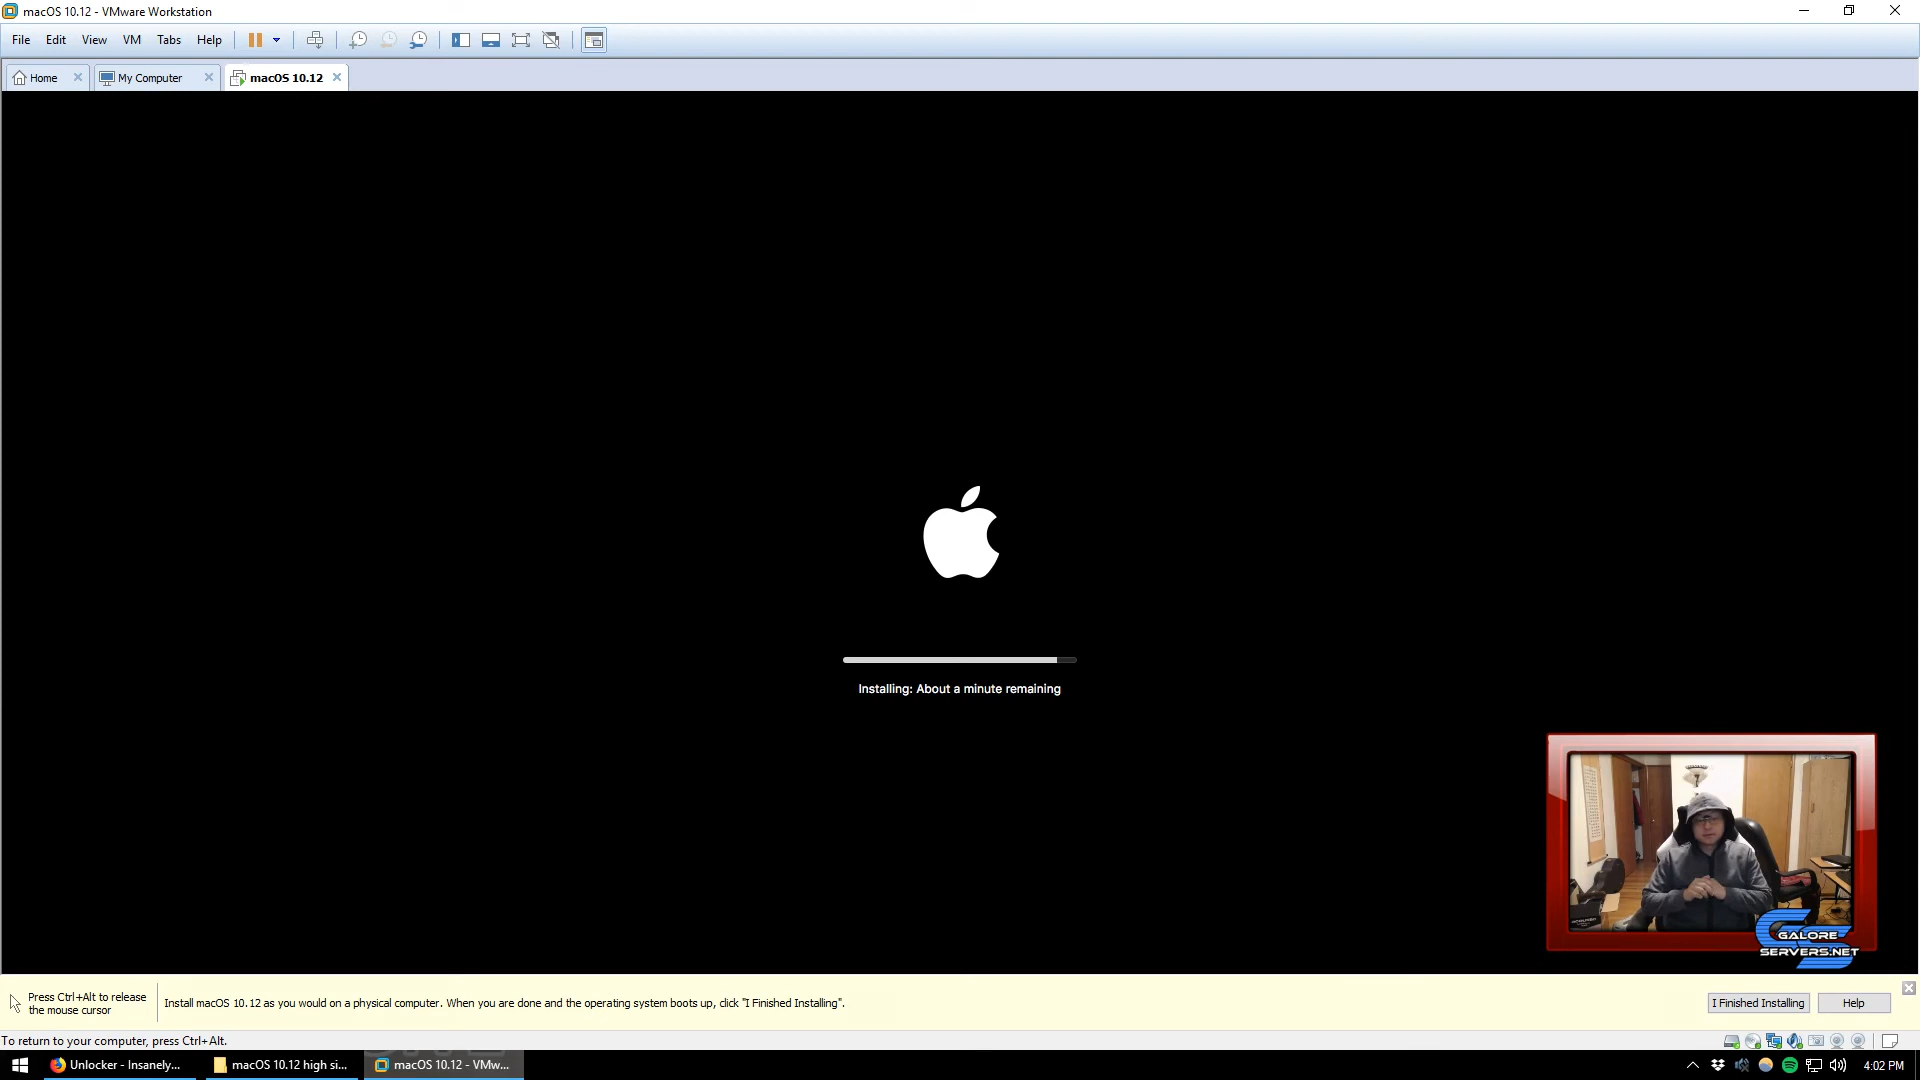 macOS 10.12 - VMware Workstation
File Edit View VM Tabs Help
Home My Computer macOS 10.12
Installing: About a minute remaining
GALORE
SERVERS.NET
Press Ctrl+Alt to release
the mouse cursor
Install macOS 10.12 as you would on a physical computer. When you are done and the operating system boots up, click "I Finished Installing".
I Finished Installing Help
To return to your computer, press Ctrl+Alt.
Unlocker - Insanely... macOS 10.12 high si... macOS 10.12 - VMw... 4:02 PM